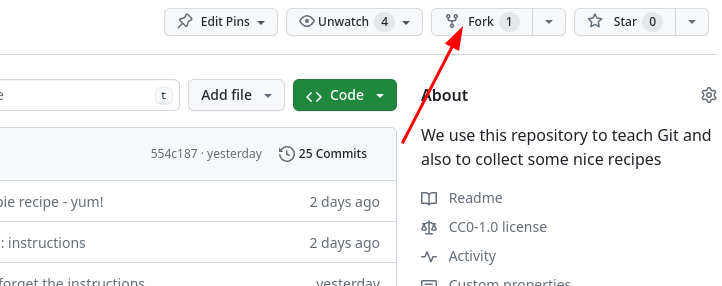 Edit Pins
Unwatch 4
Fork 1
Star 0
t
Add file
Code
About
We use this repository to teach Git and
also to collect some nice recipes
554c187 · yesterday
25 Commits
recipe - yum! 2 days ago
: instructions 2 days ago
forget the instructions yesterday
Readme
CC0-1.0 license
Activity
Custom properties